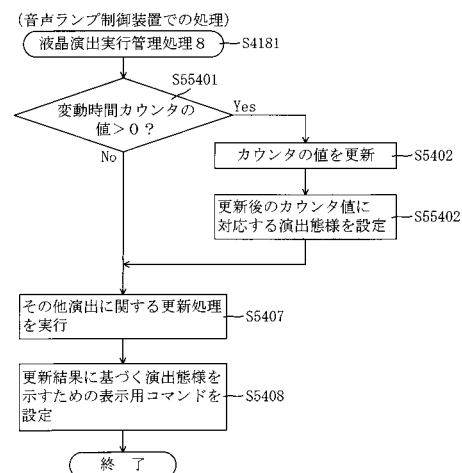 (音声ランプ制御装置での処理)
液晶演出実行管理処理8
S4181
S55401
変動時間カウンタの
値>0?
Yes
No
カウンタの値を更新
S5402
更新後のカウンタ値に
対応する演出態様を設定
S55402
その他演出に関する更新処理
を実行
S5407
更新結果に基づく演出態様を
示すための表示用コマンドを
設定
S5408
終了